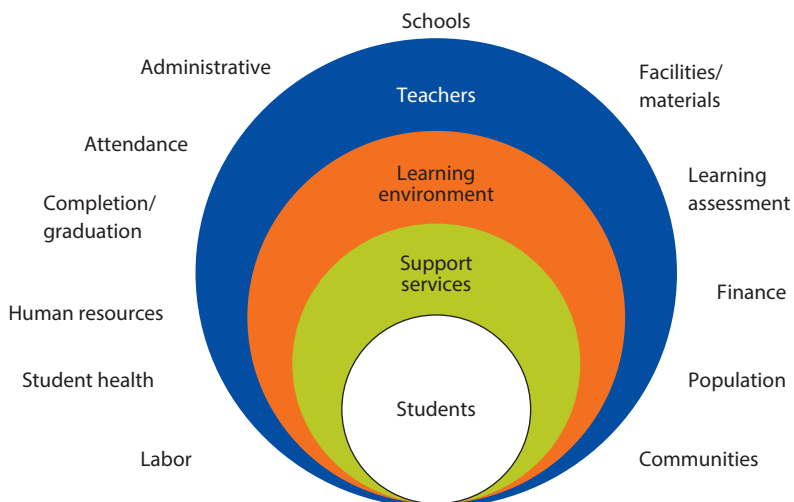 Schools
Administrative
Facilities/
materials
Teachers
Attendance
Learning
environment
Learning
assessment
Completion/
graduation
Support
services
Finance
Human resources
Student health
Population
Students
Labor
Communities